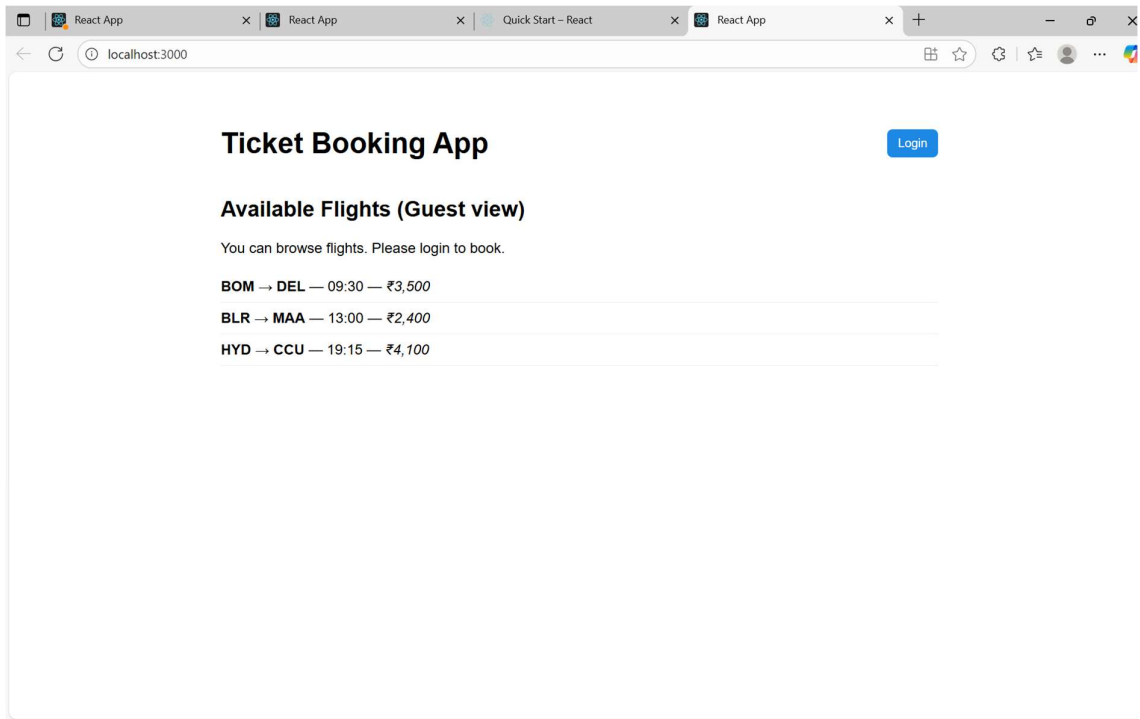 React App
React App
Quick Start – React
React App
localhost:3000
Ticket Booking App
Login
Available Flights (Guest view)
You can browse flights. Please login to book.
BOM → DEL — 09:30 — ₹3,500
BLR → MAA — 13:00 — ₹2,400
HYD → CCU — 19:15 — ₹4,100